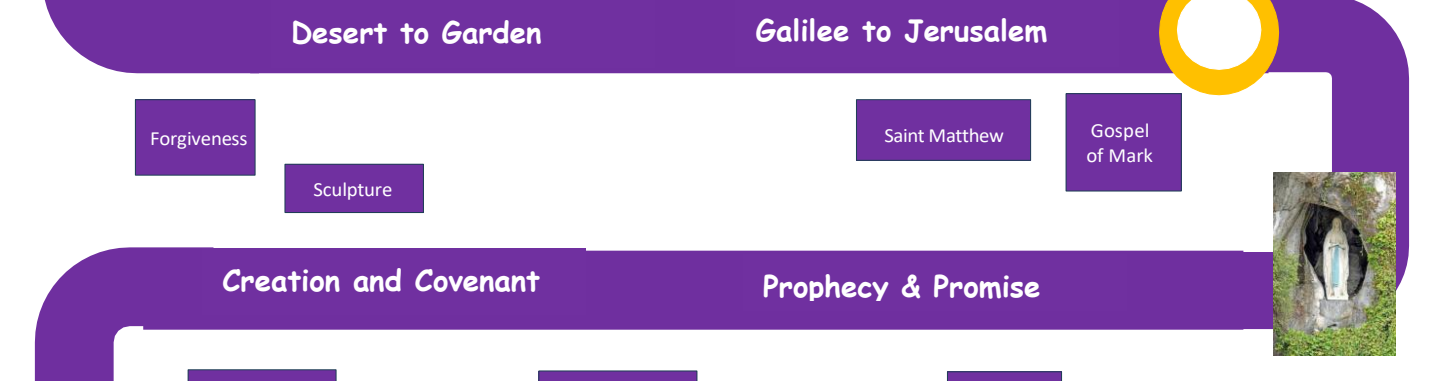 Desert to Garden
Galilee to Jerusalem
Forgiveness
Saint Matthew
Gospel
of Mark
Sculpture
Creation and Covenant
Prophecy & Promise